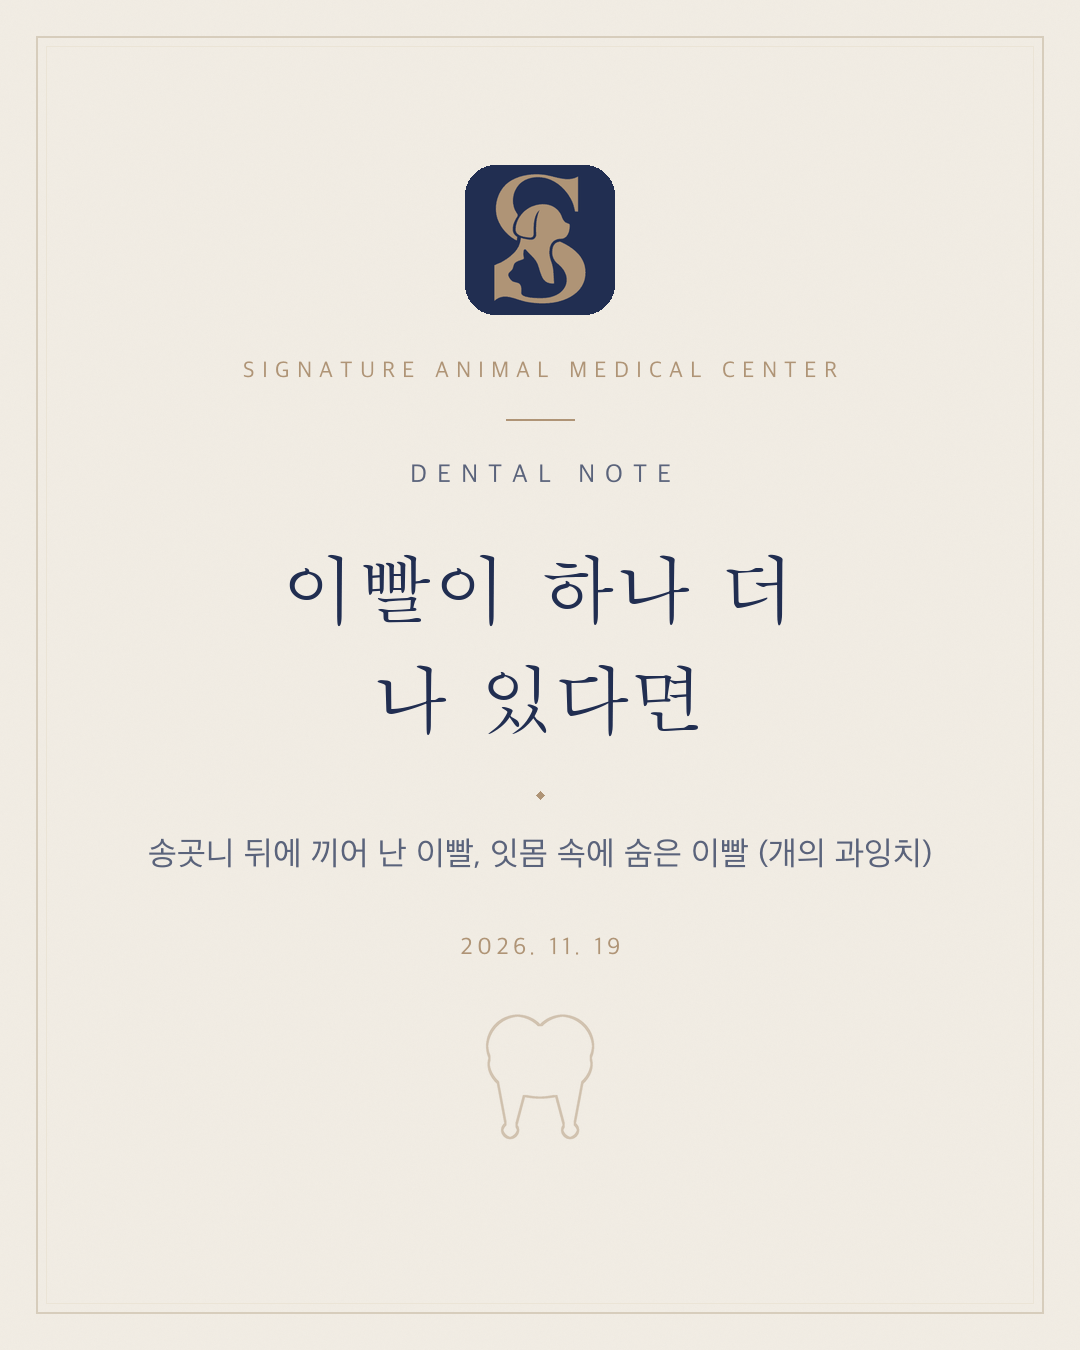 SIGNATURE ANIMAL MEDICAL CENTER
DENTAL NOTE
이빨이 하나 더
나 있다면
송곳니 뒤에 끼어 난 이빨, 잇몸 속에 숨은 이빨 (개의 과잉치)
2026. 11. 19